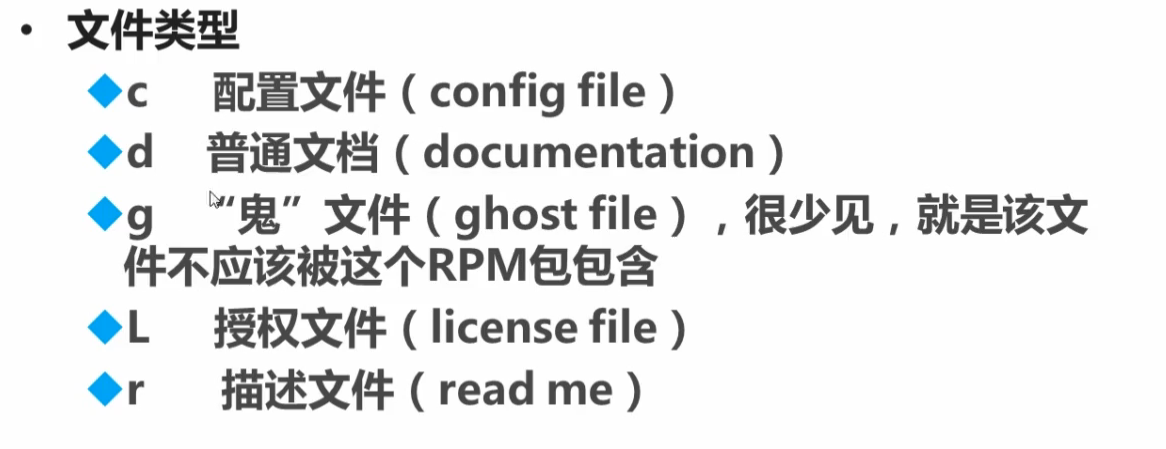 • 文件类型
◆c 配置文件（config file）
◆d 普通文档（documentation）
◆g “鬼”文件（ghost file），很少见，就是该文
件不应该被这个RPM包包含
◆L 授权文件（license file）
◆r 描述文件（read me）